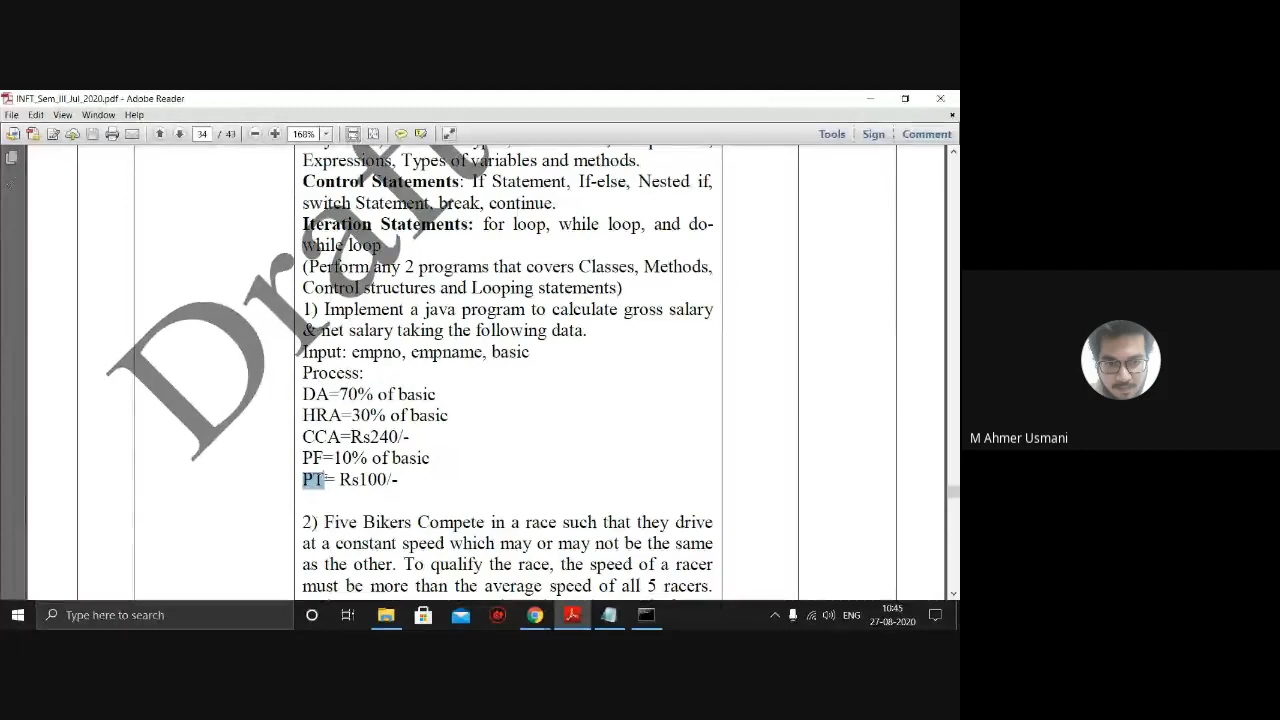 INFT_Sem_III_Jul_2020.pdf - Adobe Reader
File Edit View Window Help
34 / 43 168% Tools Sign Comment
Expressions, Types of variables and methods.
Control Statements: If Statement, If-else, Nested if,
switch Statement, break, continue.
Iteration Statements: for loop, while loop, and do-
while loop
(Perform any 2 programs that covers Classes, Methods,
Control structures and Looping statements)
1) Implement a java program to calculate gross salary
& net salary taking the following data.
Input: empno, empname, basic
Process:
DA=70% of basic
HRA=30% of basic
CCA=Rs240/-
PF=10% of basic
PT= Rs100/-
2) Five Bikers Compete in a race such that they drive
at a constant speed which may or may not be the same
as the other. To qualify the race, the speed of a racer
must be more than the average speed of all 5 racers.
Draft
M Ahmer Usmani
Type here to search
ENG
10:45
27-08-2020